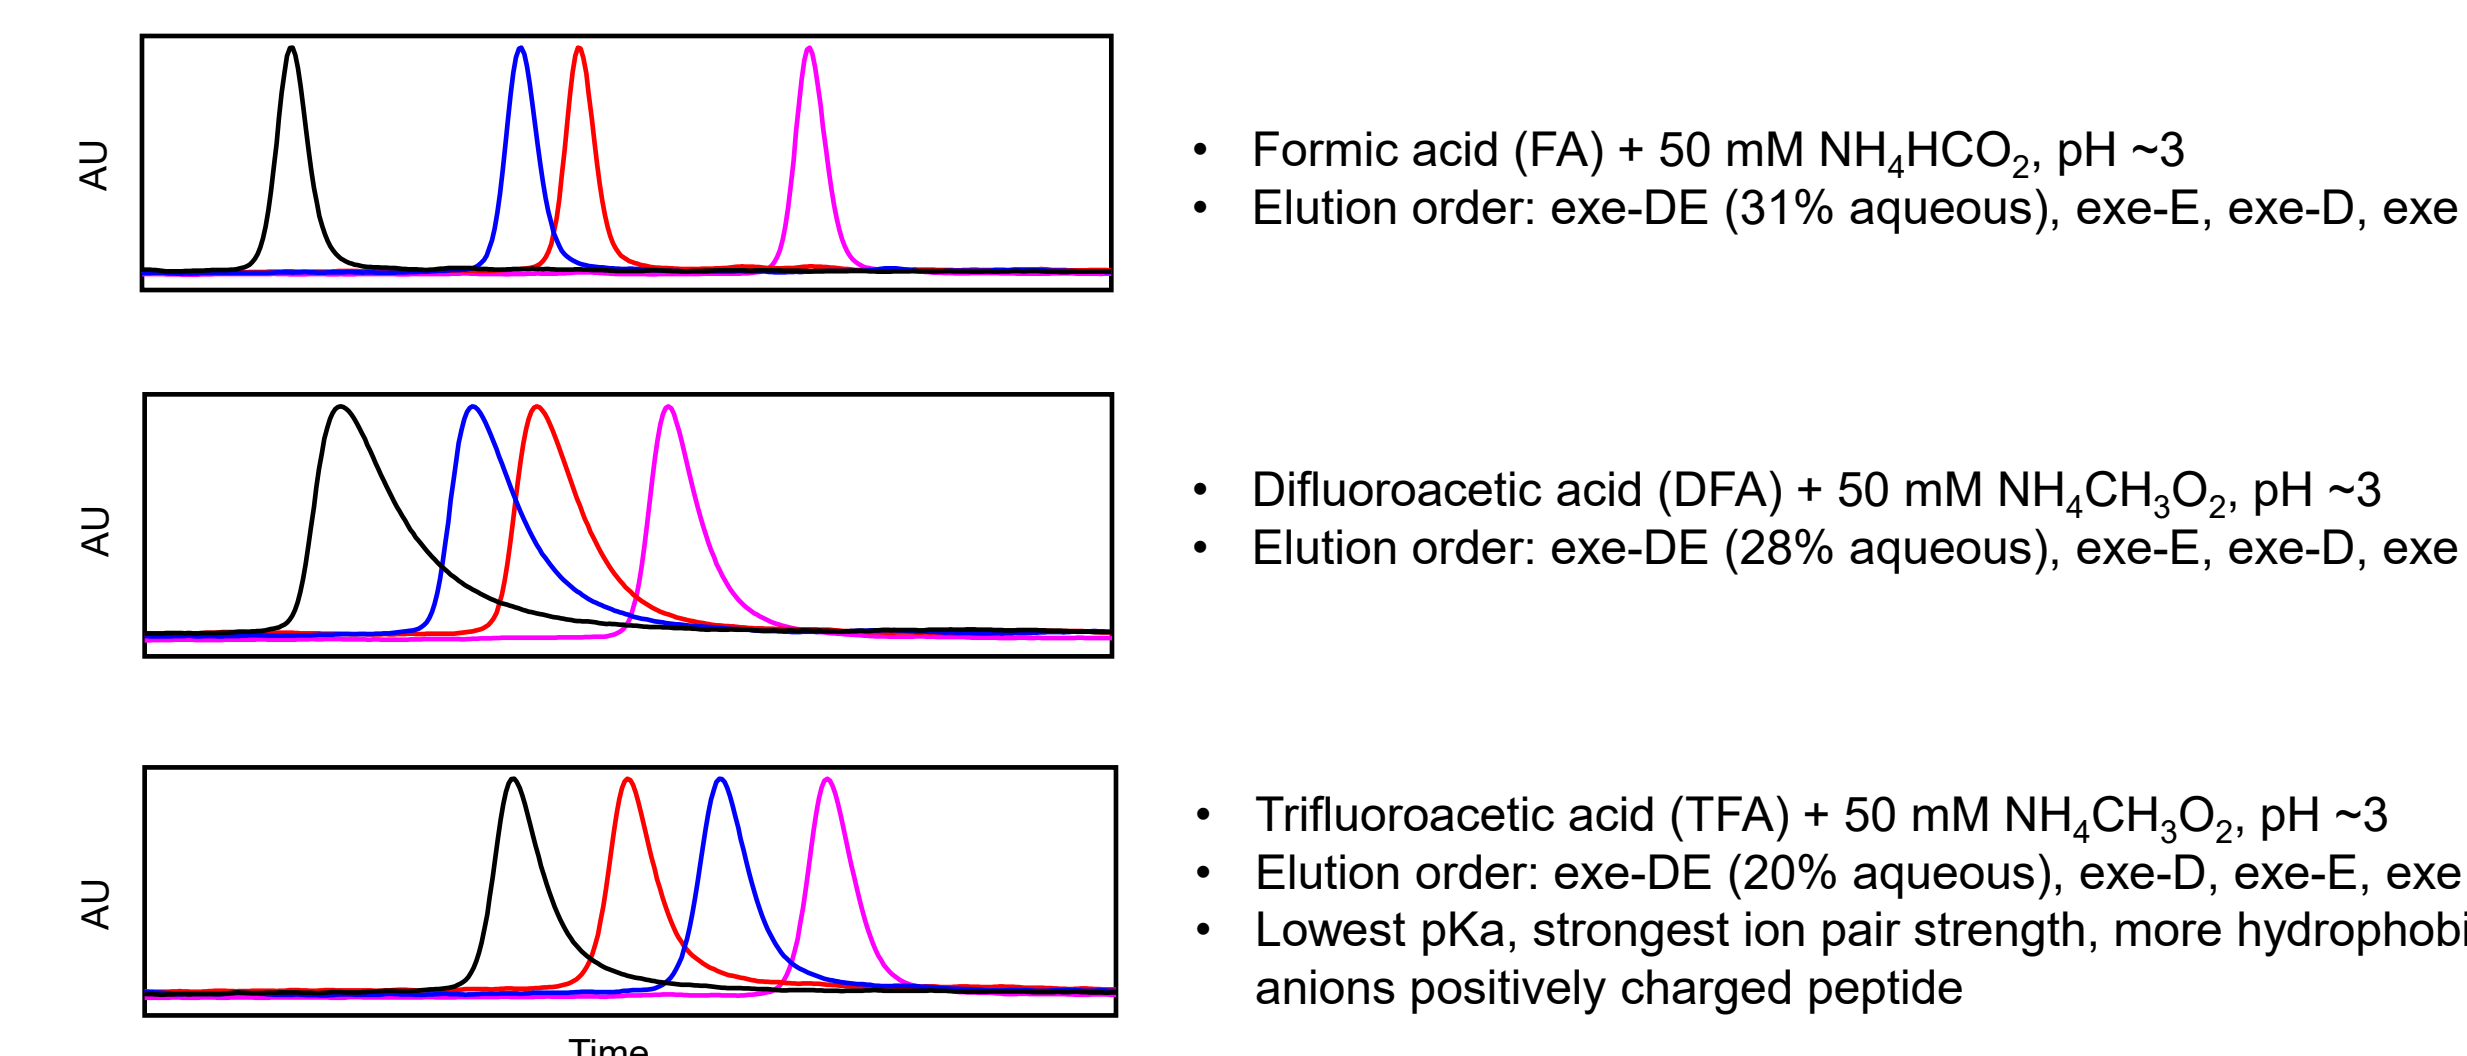 AU
• Formic acid (FA) + 50 mM NH₄HCO₂, pH ~3
• Elution order: exe-DE (31% aqueous), exe-E, exe-D, exe
AU
• Difluoroacetic acid (DFA) + 50 mM NH₄CH₃O₂, pH ~3
• Elution order: exe-DE (28% aqueous), exe-E, exe-D, exe
AU
• Trifluoroacetic acid (TFA) + 50 mM NH₄CH₃O₂, pH ~3
• Elution order: exe-DE (20% aqueous), exe-D, exe-E, exe
• Lowest pKa, strongest ion pair strength, more hydrophobi
anions positively charged peptide
Time